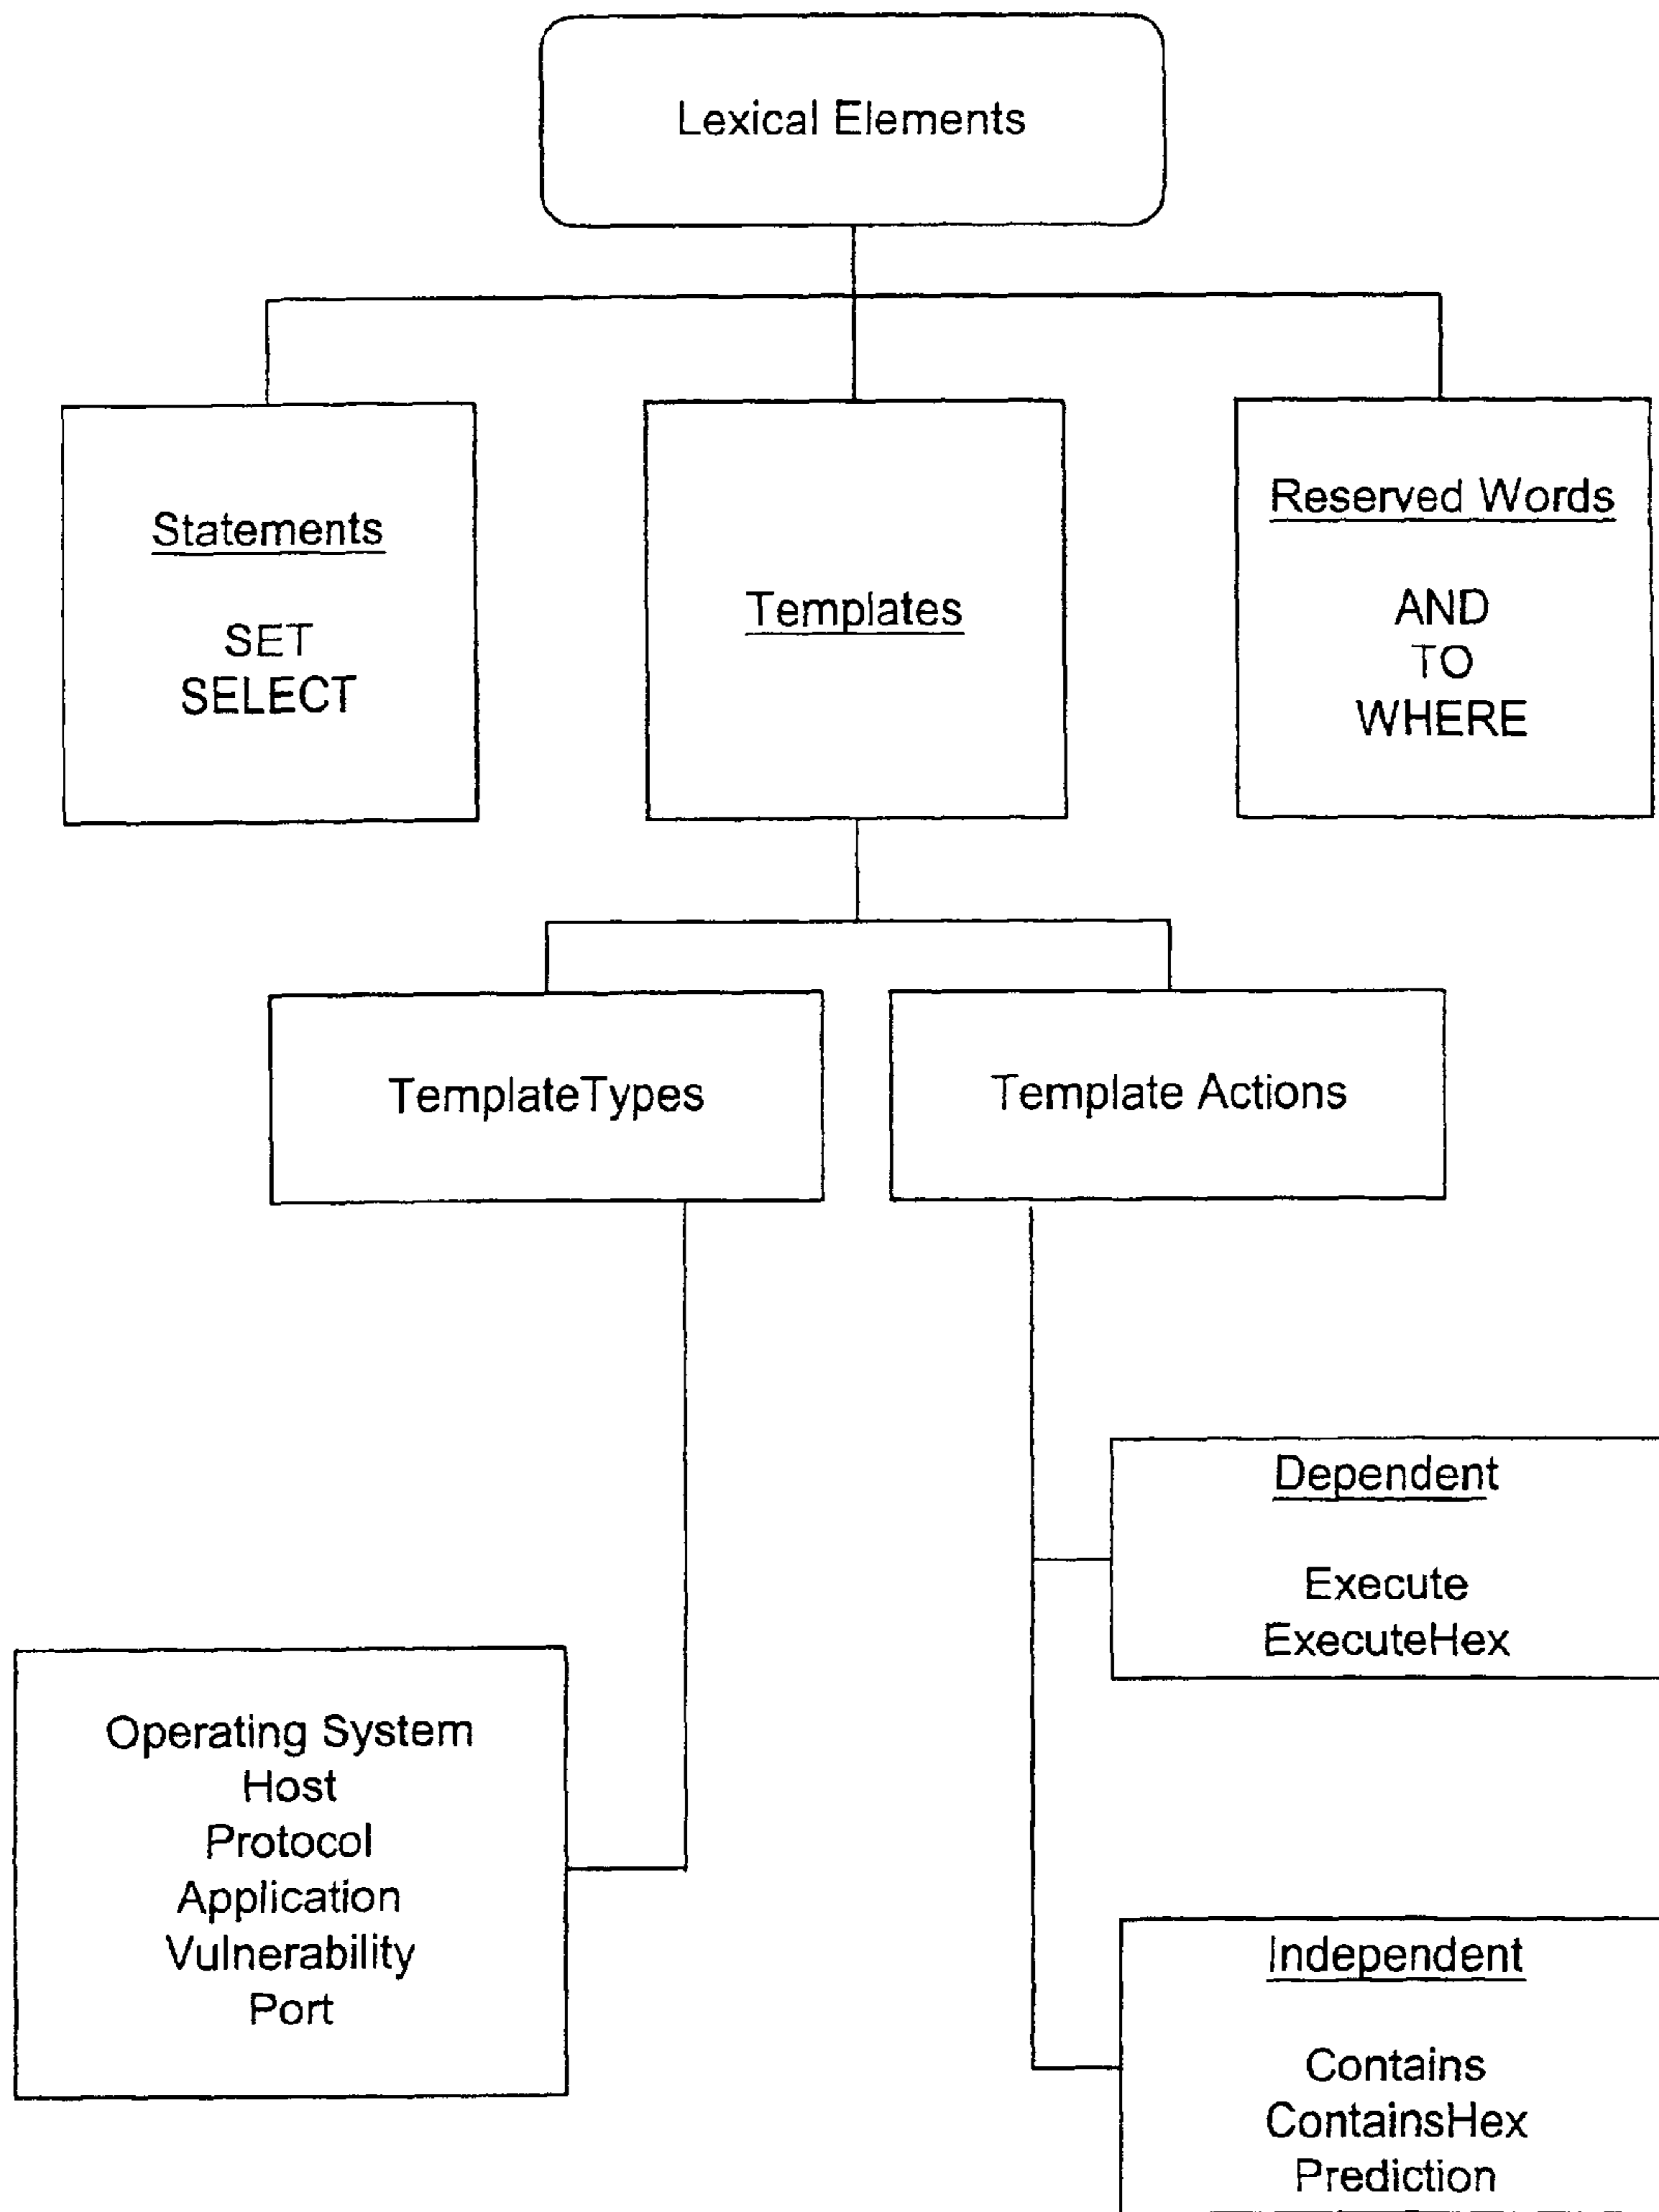 Lexical Elements
Statements
SET
SELECT
Templates
Reserved Words
AND
TO
WHERE
TemplateTypes
Template Actions
Dependent
Execute
ExecuteHex
Operating System
Host
Protocol
Application
Vulnerability
Port
Independent
Contains
ContainsHex
Prediction